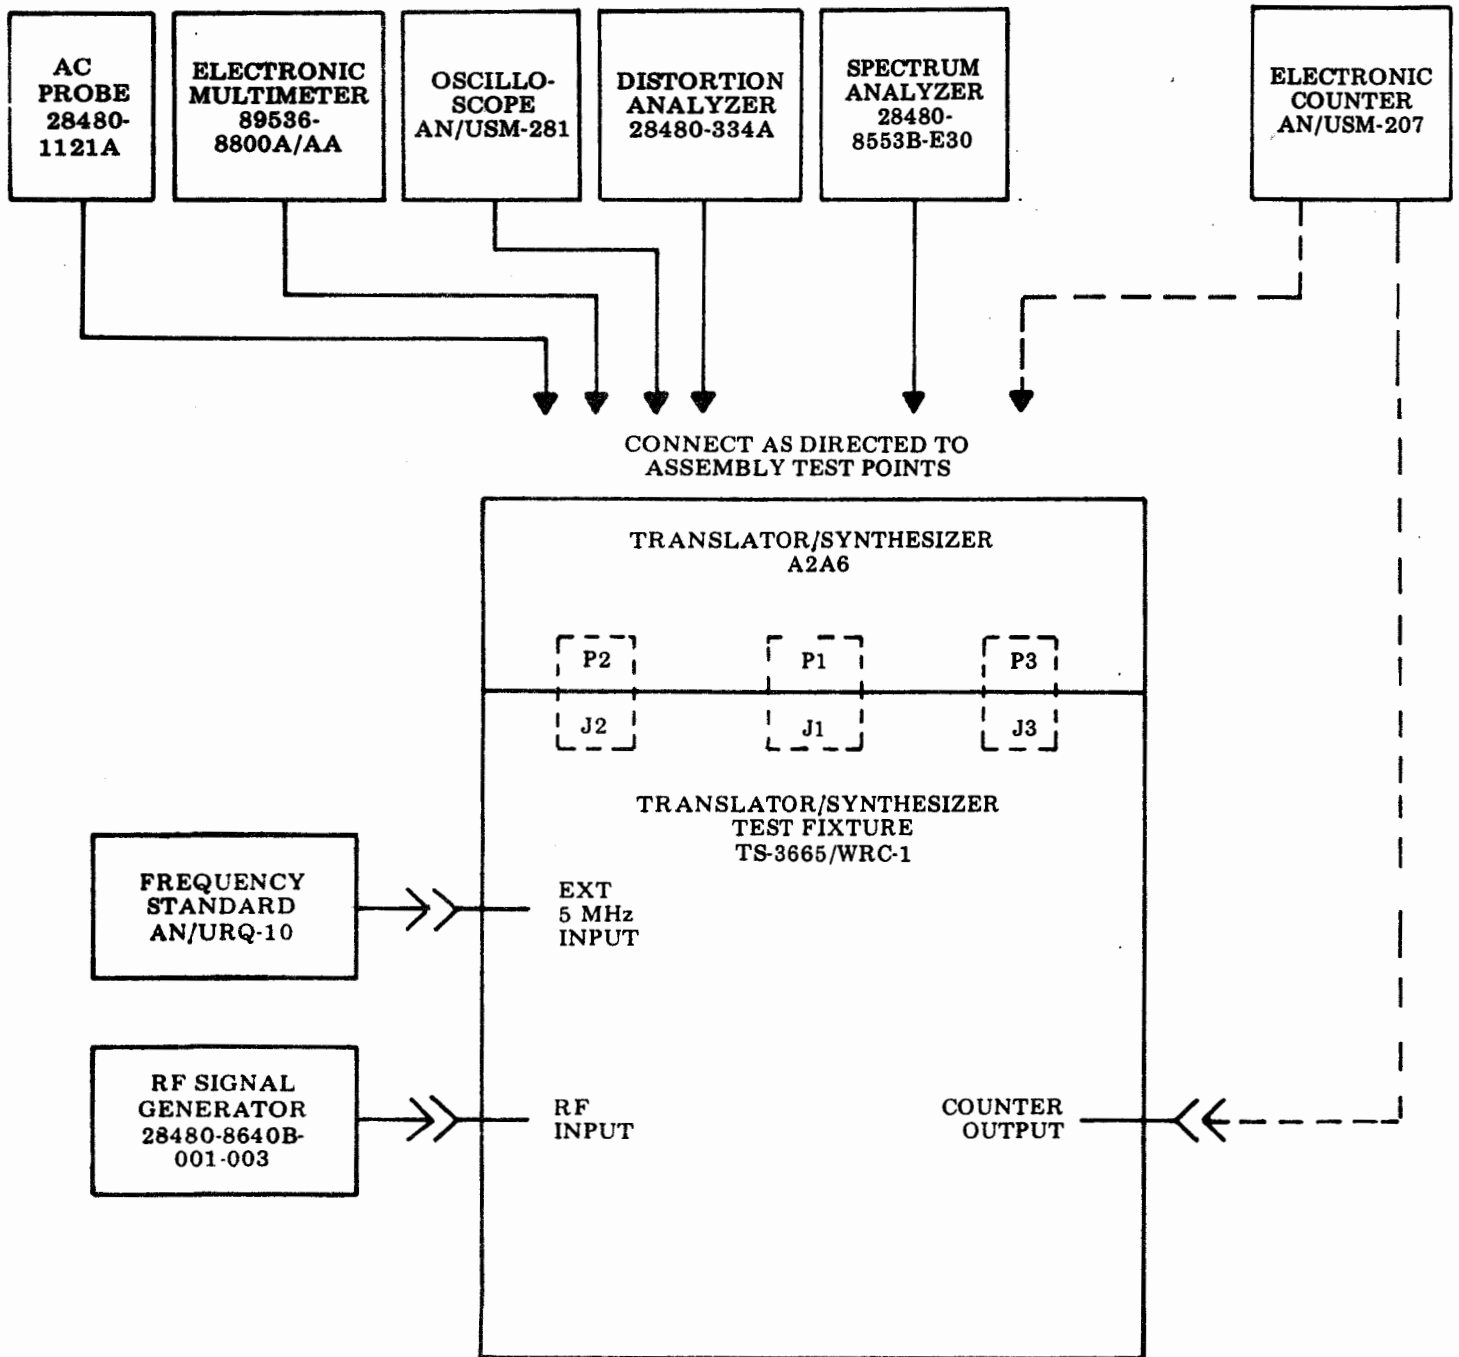 AC
PROBE
28480-
1121A
ELECTRONIC
MULTIMETER
89536-
8800A/AA
OSCILLO-
SCOPE
AN/USM-281
DISTORTION
ANALYZER
28480-334A
SPECTRUM
ANALYZER
28480-
8553B-E30
ELECTRONIC
COUNTER
AN/USM-207
CONNECT AS DIRECTED TO
ASSEMBLY TEST POINTS
TRANSLATOR/SYNTHESIZER
A2A6
P2
P1
P3
J2
J1
J3
TRANSLATOR/SYNTHESIZER
TEST FIXTURE
TS-3665/WRC-1
FREQUENCY
STANDARD
AN/URQ-10
EXT
5 MHz
INPUT
RF SIGNAL
GENERATOR
28480-8640B-
001-003
RF
INPUT
COUNTER
OUTPUT